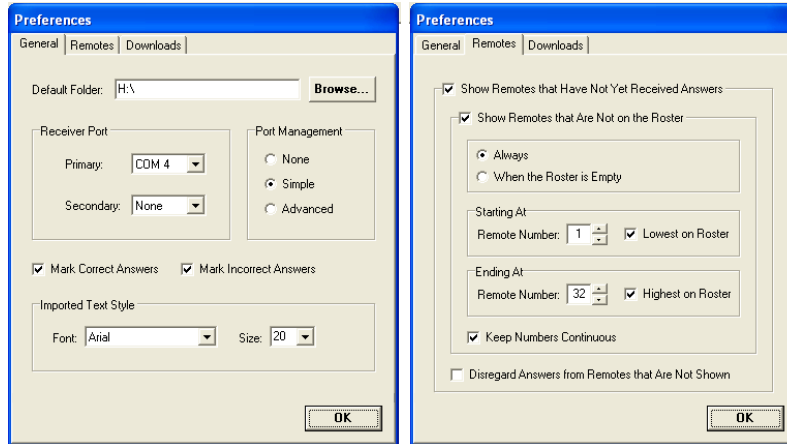 Preferences
General Remotes Downloads
Default Folder: H:\ Browse...
Receiver Port
Primary: COM 4
Secondary: None
Port Management
None
Simple
Advanced
Mark Correct Answers Mark Incorrect Answers
Imported Text Style
Font: Arial Size: 20
OK
Preferences
General Remotes Downloads
Show Remotes that Have Not Yet Received Answers
Show Remotes that Are Not on the Roster
Always
When the Roster is Empty
Starting At
Remote Number: 1 Lowest on Roster
Ending At
Remote Number: 32 Highest on Roster
Keep Numbers Continuous
Disregard Answers from Remotes that Are Not Shown
OK